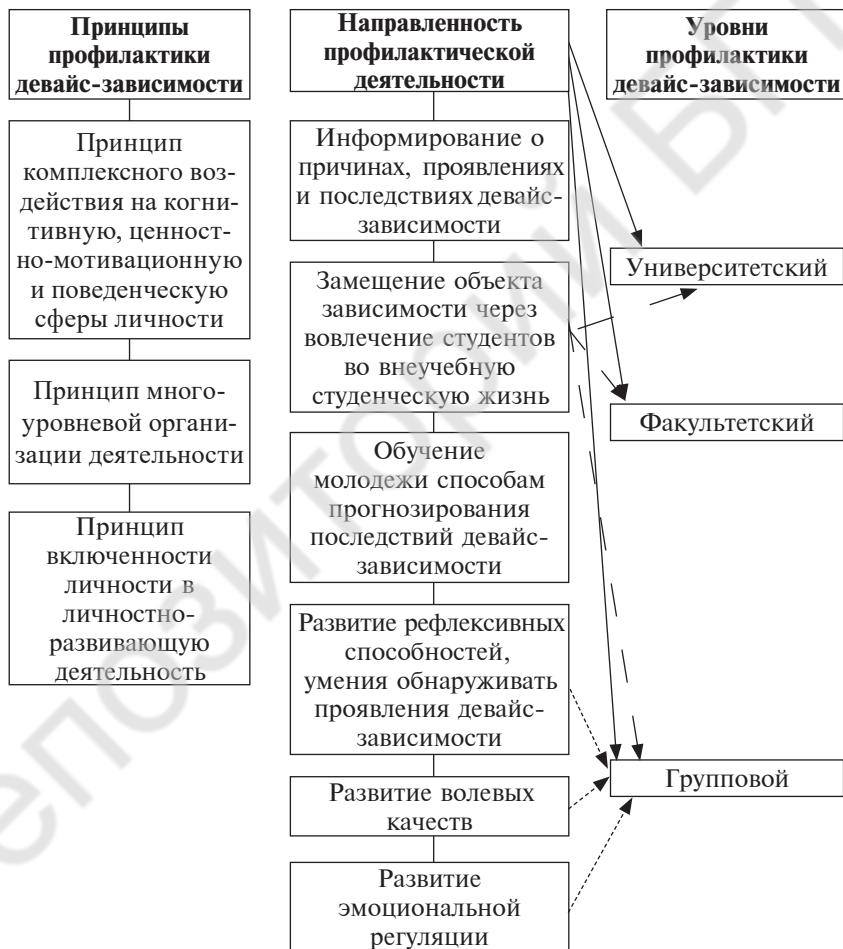 Принципы
профилактики
девайс-зависимости
Принцип
комплексного воз-
действия на когни-
тивную, ценност-
но-мотивационную
и поведенческую
сферы личности
Принцип много-
уровневой органи-
зации деятельности
Принцип
включенности
личности в
личностно-
развивающую
деятельность
Направленность
профилактической
деятельности
Информирование о
причинах, проявлениях
и последствиях девайс-
зависимости
Замещение объекта
зависимости через
вовлечение студентов
во внеучебную
студенческую жизнь
Обучение
молодежи способам
прогнозирования
последствий девайс-
зависимости
Развитие рефлексивных
способностей,
умения обнаруживать
проявления девайс-
зависимости
Развитие волевых
качеств
Развитие
эмоциональной
регуляции
Уровни
профилактики
девайс-зависимости
Университетский
Факультетский
Групповой